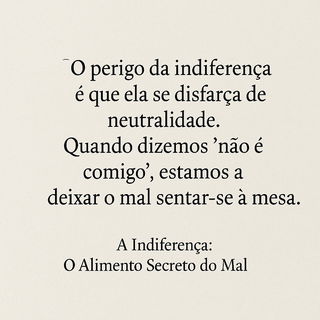 O perigo da indiferença
é que ela se disfarça de
neutralidade.
Quando dizemos ’não é
comigo’, estamos a
deixar o mal sentar-se à mesa.
A Indiferença:
O Alimento Secreto do Mal